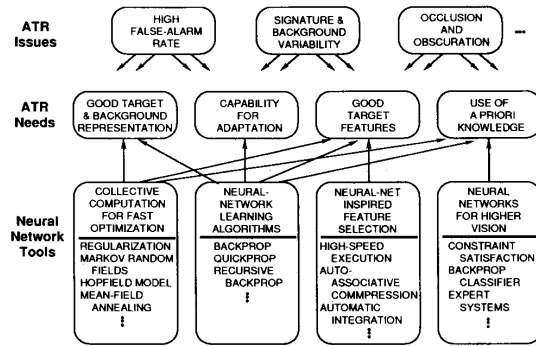 ATR
Issues
HIGH
FALSE-ALARM
RATE
SIGNATURE &
BACKGROUND
VARIABILITY
OCCLUSION
AND
OBSCURATION
...
ATR
Needs
GOOD TARGET
& BACKGROUND
REPRESENTATION
CAPABILITY
FOR
ADAPTATION
GOOD
TARGET
FEATURES
USE OF
A PRIORI
KNOWLEDGE
Neural
Network
Tools
COLLECTIVE
COMPUTATION
FOR FAST
OPTIMIZATION
REGULARIZATION
MARKOV RANDOM
FIELDS
HOPFIELD MODEL
MEAN-FIELD
ANNEALING
NEURAL-
NETWORK
LEARNING
ALGORITHMS
BACKPROP
QUICKPROP
RECURSIVE
BACKPROP
NEURAL-NET
INSPIRED
FEATURE
SELECTION
HIGH-SPEED
EXECUTION
AUTO-
ASSOCIATIVE
COMMPRESSION
AUTOMATIC
INTEGRATION
NEURAL
NETWORKS
FOR HIGHER
VISION
CONSTRAINT
SATISFACTION
BACKPROP
CLASSIFIER
EXPERT
SYSTEMS